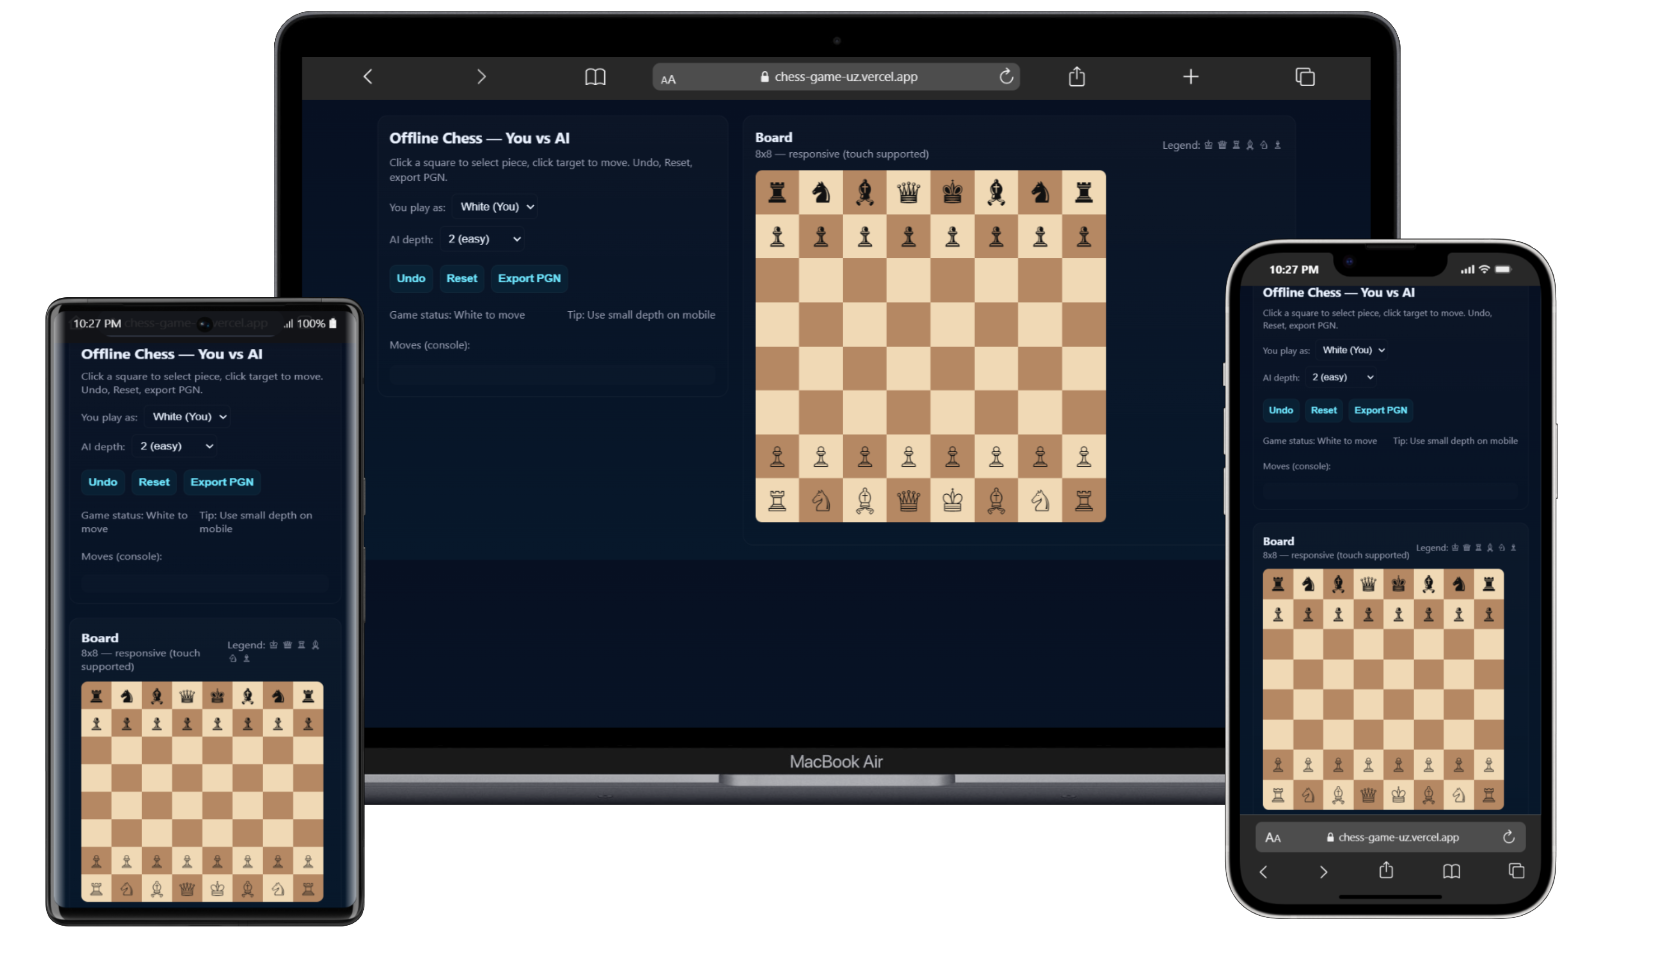 AA
chess-game-uz.vercel.app
Offline Chess — You vs AI
Click a square to select piece, click target to move. Undo, Reset,
export PGN.
You play as: White (You)
AI depth: 2 (easy)
Undo Reset Export PGN
Game status: White to move Tip: Use small depth on mobile
Moves (console):
Board
8x8 — responsive (touch supported)
Legend: ♔ ♕ ♖ ♗ ♘ ♙
MacBook Air
10:27 PM chess-game-uz.vercel.app 100%
Offline Chess — You vs AI
Click a square to select piece, click target to move.
Undo, Reset, export PGN.
You play as: White (You)
AI depth: 2 (easy)
Undo Reset Export PGN
Game status: White to
move
Tip: Use small depth on
mobile
Moves (console):
Board
8x8 — responsive (touch
supported)
Legend: ♔ ♕ ♖ ♗
♘ ♙
10:27 PM
Offline Chess — You vs AI
Click a square to select piece, click target to move. Undo,
Reset, export PGN.
You play as: White (You)
AI depth: 2 (easy)
Undo Reset Export PGN
Game status: White to move Tip: Use small depth on mobile
Moves (console):
Board
8x8 — responsive (touch supported)
Legend: ♔ ♕ ♖ ♗ ♘ ♙
AA chess-game-uz.vercel.app